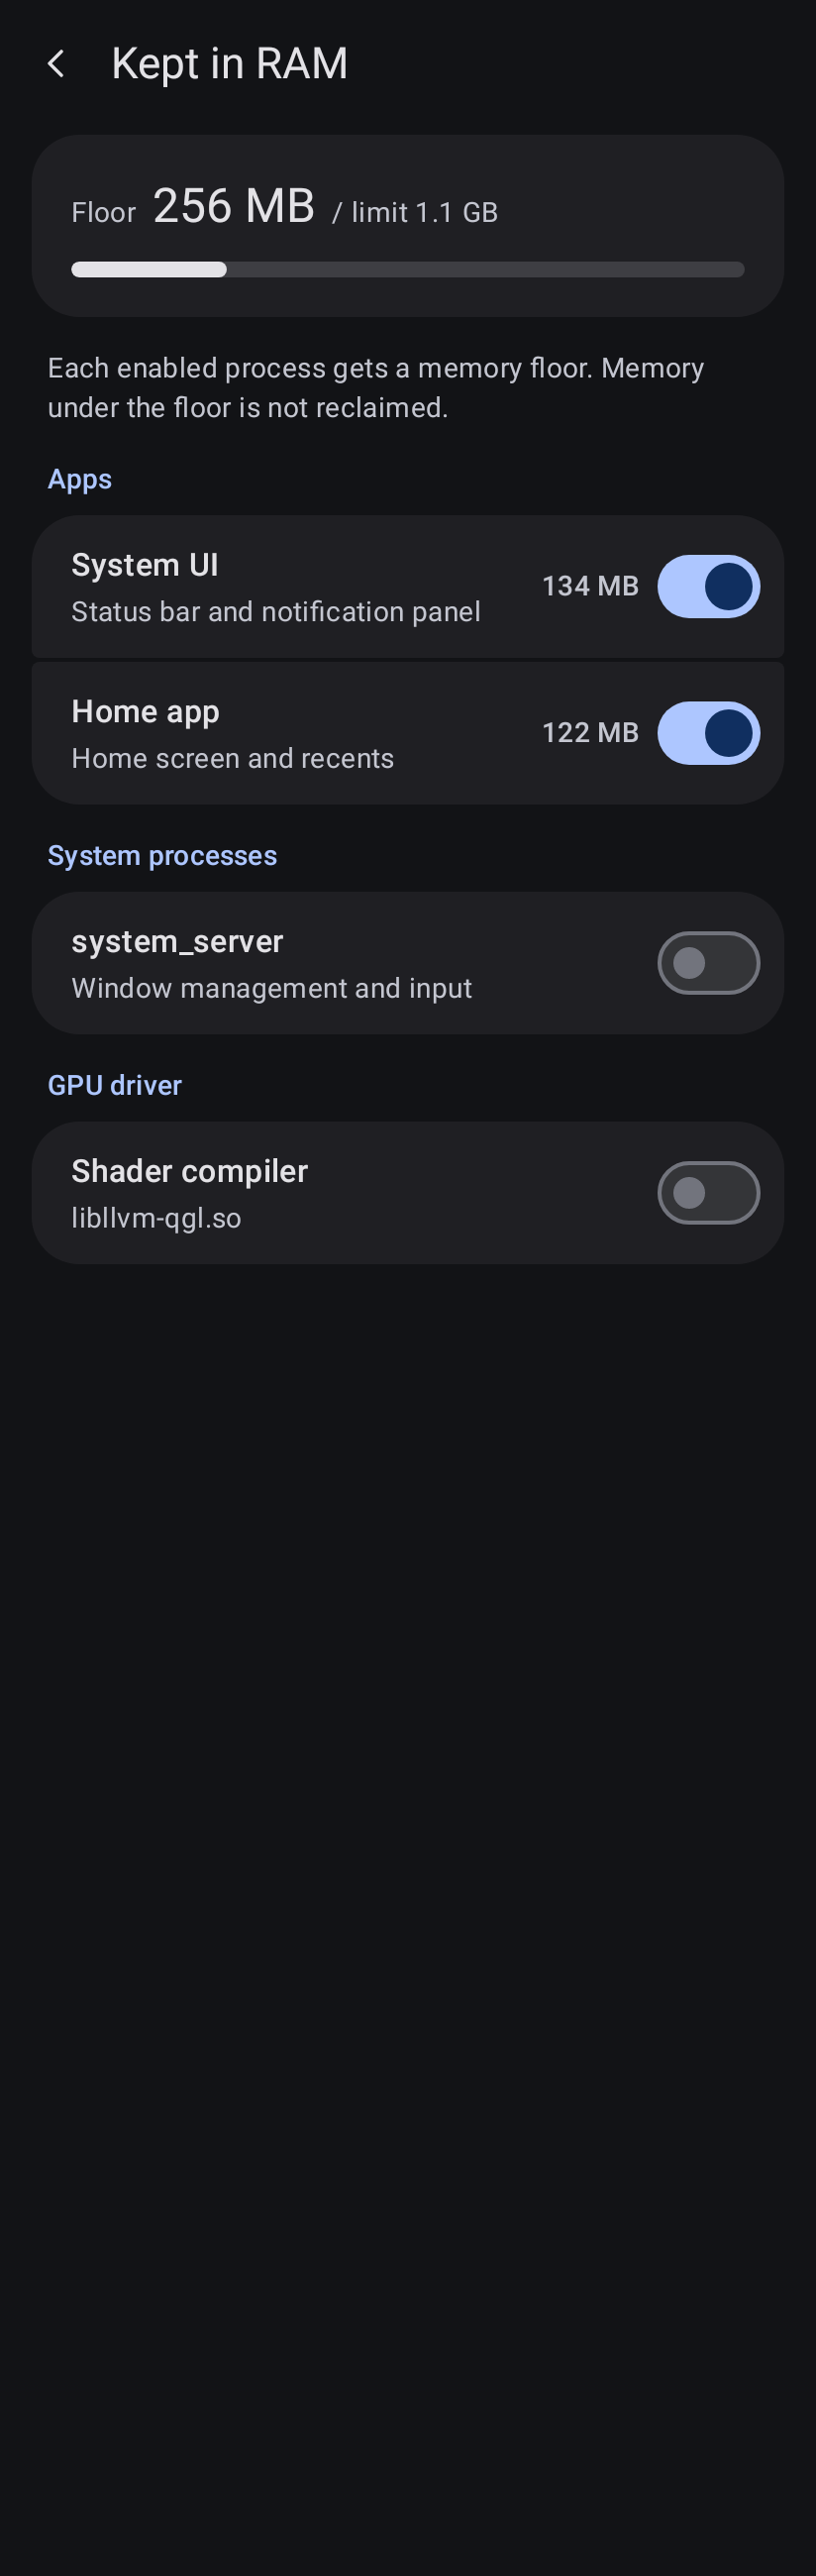 Kept in RAM
Floor 256 MB / limit 1.1 GB
Each enabled process gets a memory floor. Memory
under the floor is not reclaimed.
Apps
System UI
Status bar and notification panel
134 MB
Home app
Home screen and recents
122 MB
System processes
system_server
Window management and input
GPU driver
Shader compiler
libllvm-qgl.so